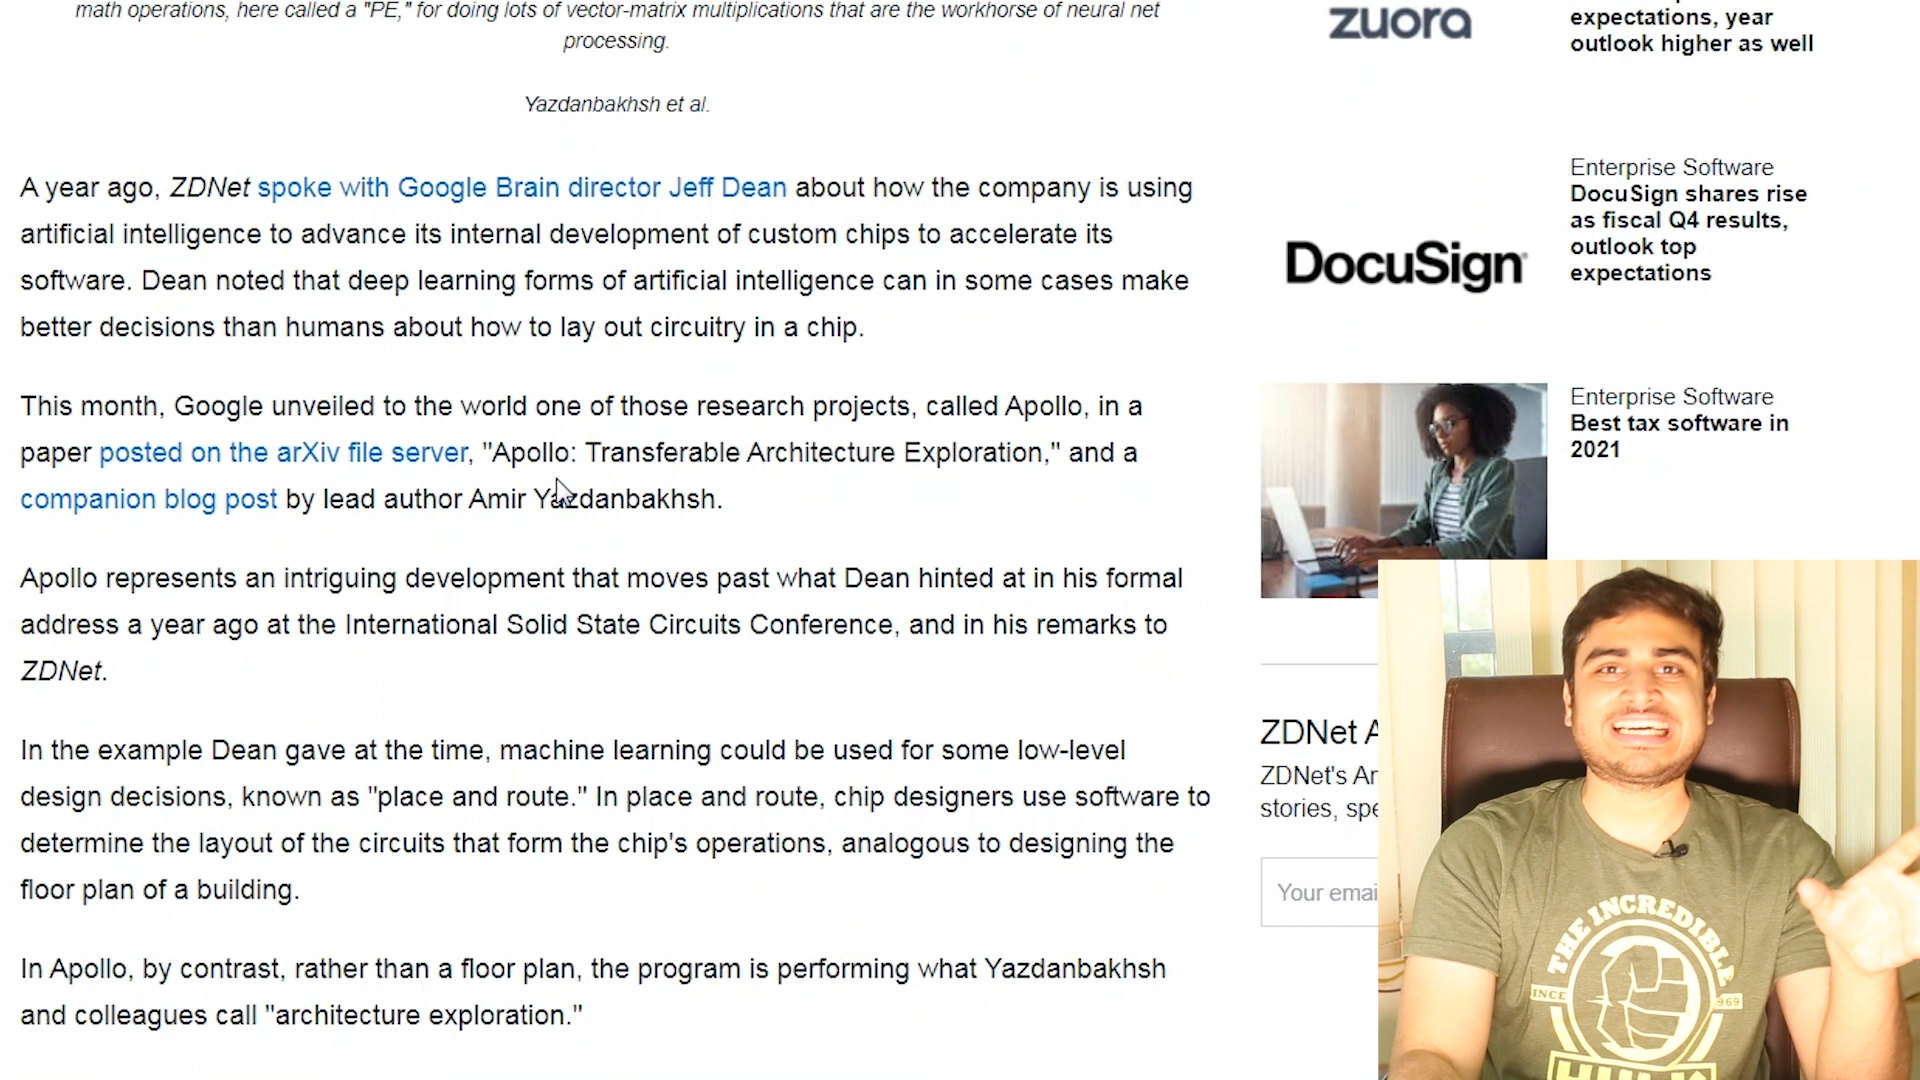 math operations, here called a "PE," for doing lots of vector-matrix multiplications that are the workhorse of neural net
processing.
Yazdanbakhsh et al.
A year ago, ZDNet spoke with Google Brain director Jeff Dean about how the company is using
artificial intelligence to advance its internal development of custom chips to accelerate its
software. Dean noted that deep learning forms of artificial intelligence can in some cases make
better decisions than humans about how to lay out circuitry in a chip.
This month, Google unveiled to the world one of those research projects, called Apollo, in a
paper posted on the arXiv file server, "Apollo: Transferable Architecture Exploration," and a
companion blog post by lead author Amir Yazdanbakhsh.
Apollo represents an intriguing development that moves past what Dean hinted at in his formal
address a year ago at the International Solid State Circuits Conference, and in his remarks to
ZDNet.
In the example Dean gave at the time, machine learning could be used for some low-level
design decisions, known as "place and route." In place and route, chip designers use software to
determine the layout of the circuits that form the chip's operations, analogous to designing the
floor plan of a building.
In Apollo, by contrast, rather than a floor plan, the program is performing what Yazdanbakhsh
and colleagues call "architecture exploration."
zuora
expectations, year
outlook higher as well
DocuSign
Enterprise Software
DocuSign shares rise
as fiscal Q4 results,
outlook top
expectations
Enterprise Software
Best tax software in
2021
ZDNet A
ZDNet's
stories,
Your
THE INCREDIBLE
SINCE
HULK